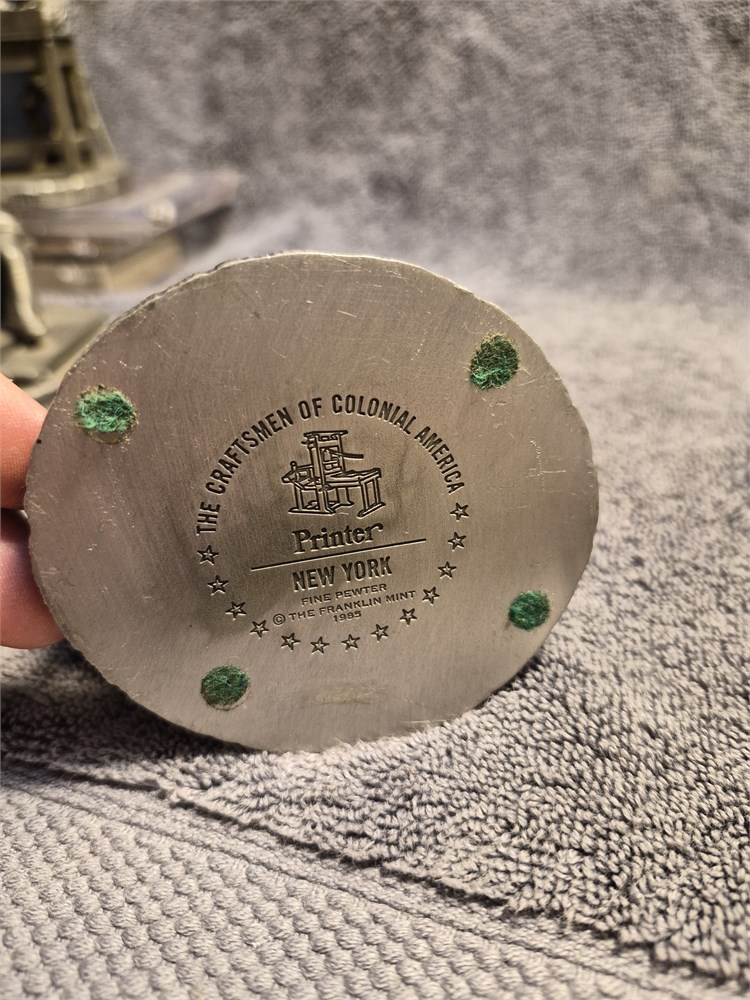 THE CRAFTSMEN OF COLONIAL AMERICA
Printer
NEW YORK
FINE PEWTER
© THE FRANKLIN MINT
1985